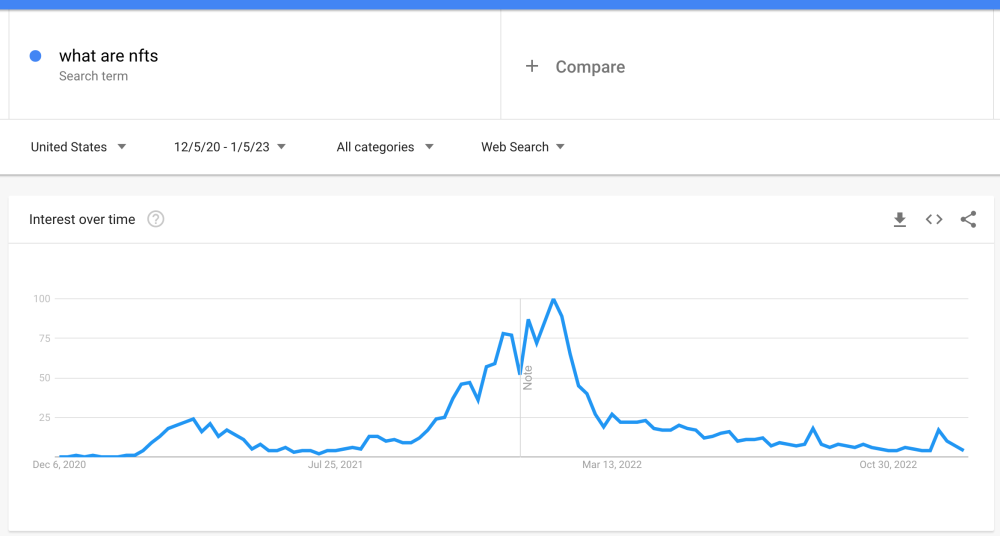 what are nfts
Search term
+ Compare
United States
12/5/20 - 1/5/23
All categories
Web Search
Interest over time ?
100
75
50
25
Note
Dec 6, 2020
Jul 25, 2021
Mar 13, 2022
Oct 30, 2022